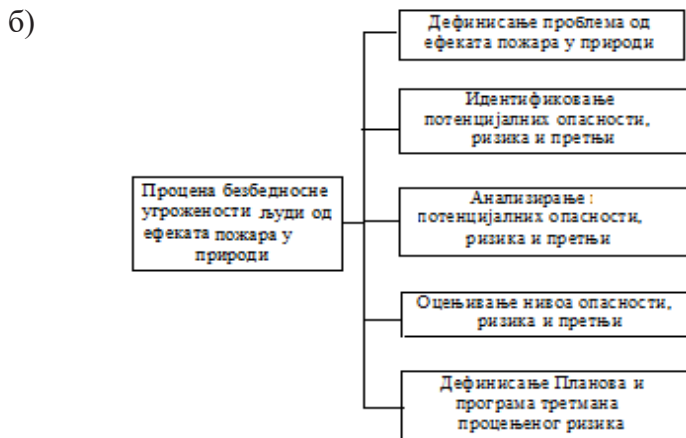 б)
Дефинисање проблема од
ефеката пожара у природи
Идентификовање
потенцијалних опасности,
ризика и претњи
Процена безбедносне
угрожености људи од
ефеката пожара у
природи
Анализирање:
потенцијалних опасности,
ризика и претњи
Оцењивање нивоа опасности,
ризика и претњи
Дефинисање Планова и
програма третмана
процењеног ризика